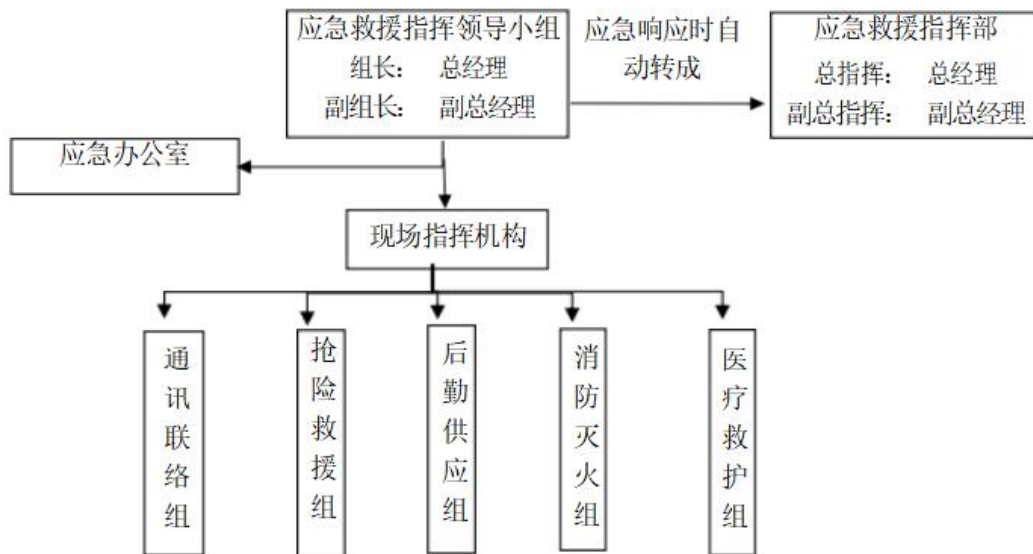 应急救援指挥领导小组
组长： 总经理
副组长： 副总经理
应急响应时自
动转成
应急救援指挥部
总指挥： 总经理
副总指挥： 副总经理
应急办公室
现场指挥机构
通讯联络组
抢险救援组
后勤供应组
消防灭火组
医疗救护组